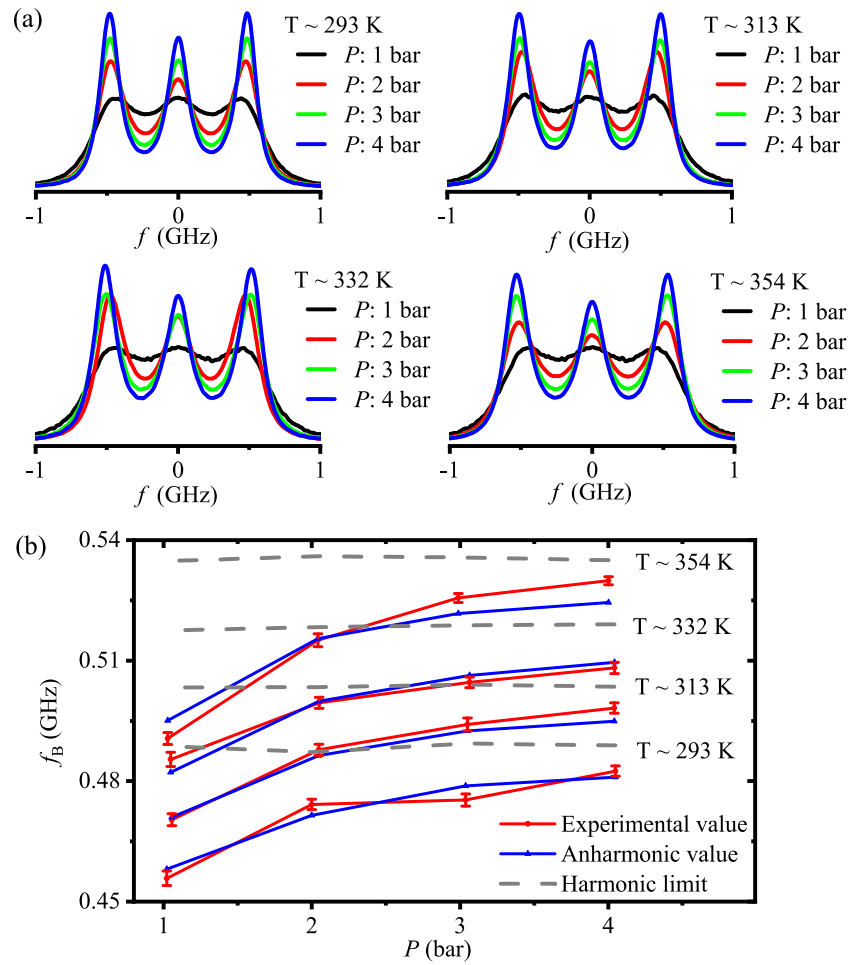 (a)
T ~ 293 K
P: 1 bar
P: 2 bar
P: 3 bar
P: 4 bar
-1 0 1
f (GHz)
T ~ 313 K
P: 1 bar
P: 2 bar
P: 3 bar
P: 4 bar
-1 0 1
f (GHz)
T ~ 332 K
P: 1 bar
P: 2 bar
P: 3 bar
P: 4 bar
-1 0 1
f (GHz)
T ~ 354 K
P: 1 bar
P: 2 bar
P: 3 bar
P: 4 bar
-1 0 1
f (GHz)
(b)
0.54
0.51
0.48
0.45
f_B (GHz)
T ~ 354 K
T ~ 332 K
T ~ 313 K
T ~ 293 K
Experimental value
Anharmonic value
Harmonic limit
1 2 3 4
P (bar)